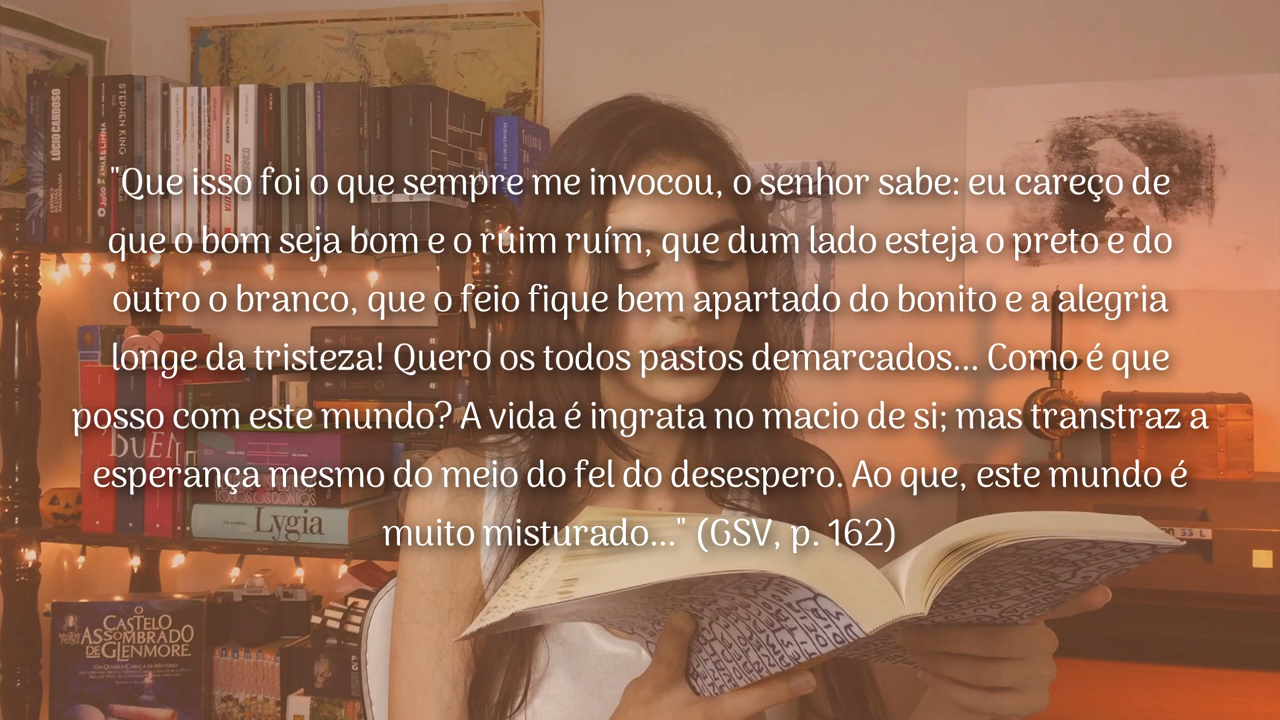 LÚCIO CARDOSO
STEPHEN KING
"Que isso foi o que sempre me invocou, o senhor sabe: eu careço de
que o bom seja bom e o rúim ruím, que dum lado esteja o preto e do
outro o branco, que o feio fique bem apartado do bonito e a alegria
longe da tristeza! Quero os todos pastos demarcados... Como é que
posso com este mundo? A vida é ingrata no macio de si; mas transtraz a
esperança mesmo do meio do fel do desespero. Ao que, este mundo é
muito misturado..." (GSV, p. 162)
BUEN
TODOS OS CONTOS
Lygia
O
CASTELO
ASSOMBRADO
DE GLENMORE